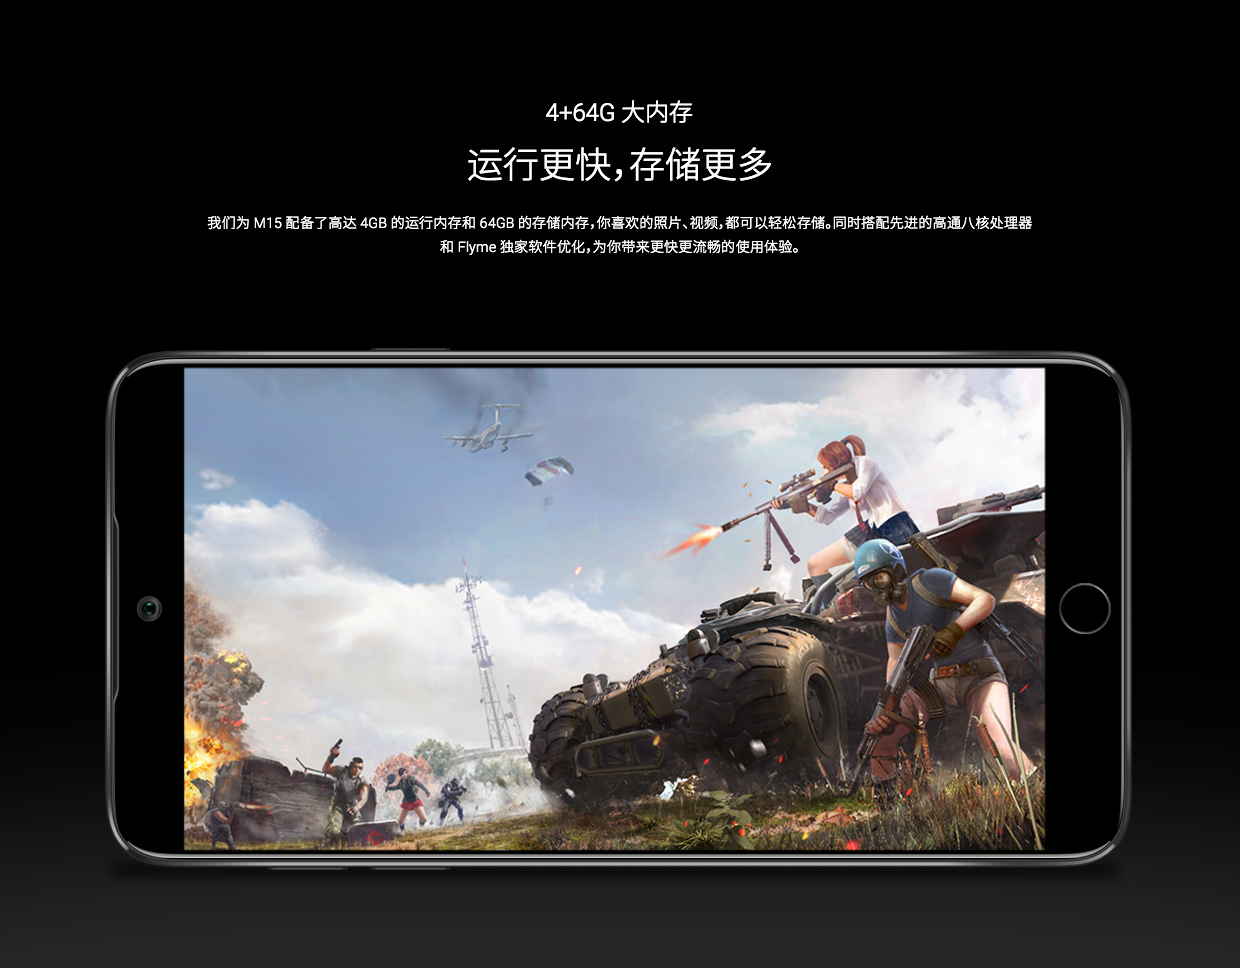 4+64G 大内存
运行更快，存储更多
我们为 M15 配备了高达 4GB 的运行内存和 64GB 的存储内存，你喜欢的照片、视频，都可以轻松存储。同时搭配先进的高通八核处理器
和 Flyme 独家软件优化，为你带来更快更流畅的使用体验。